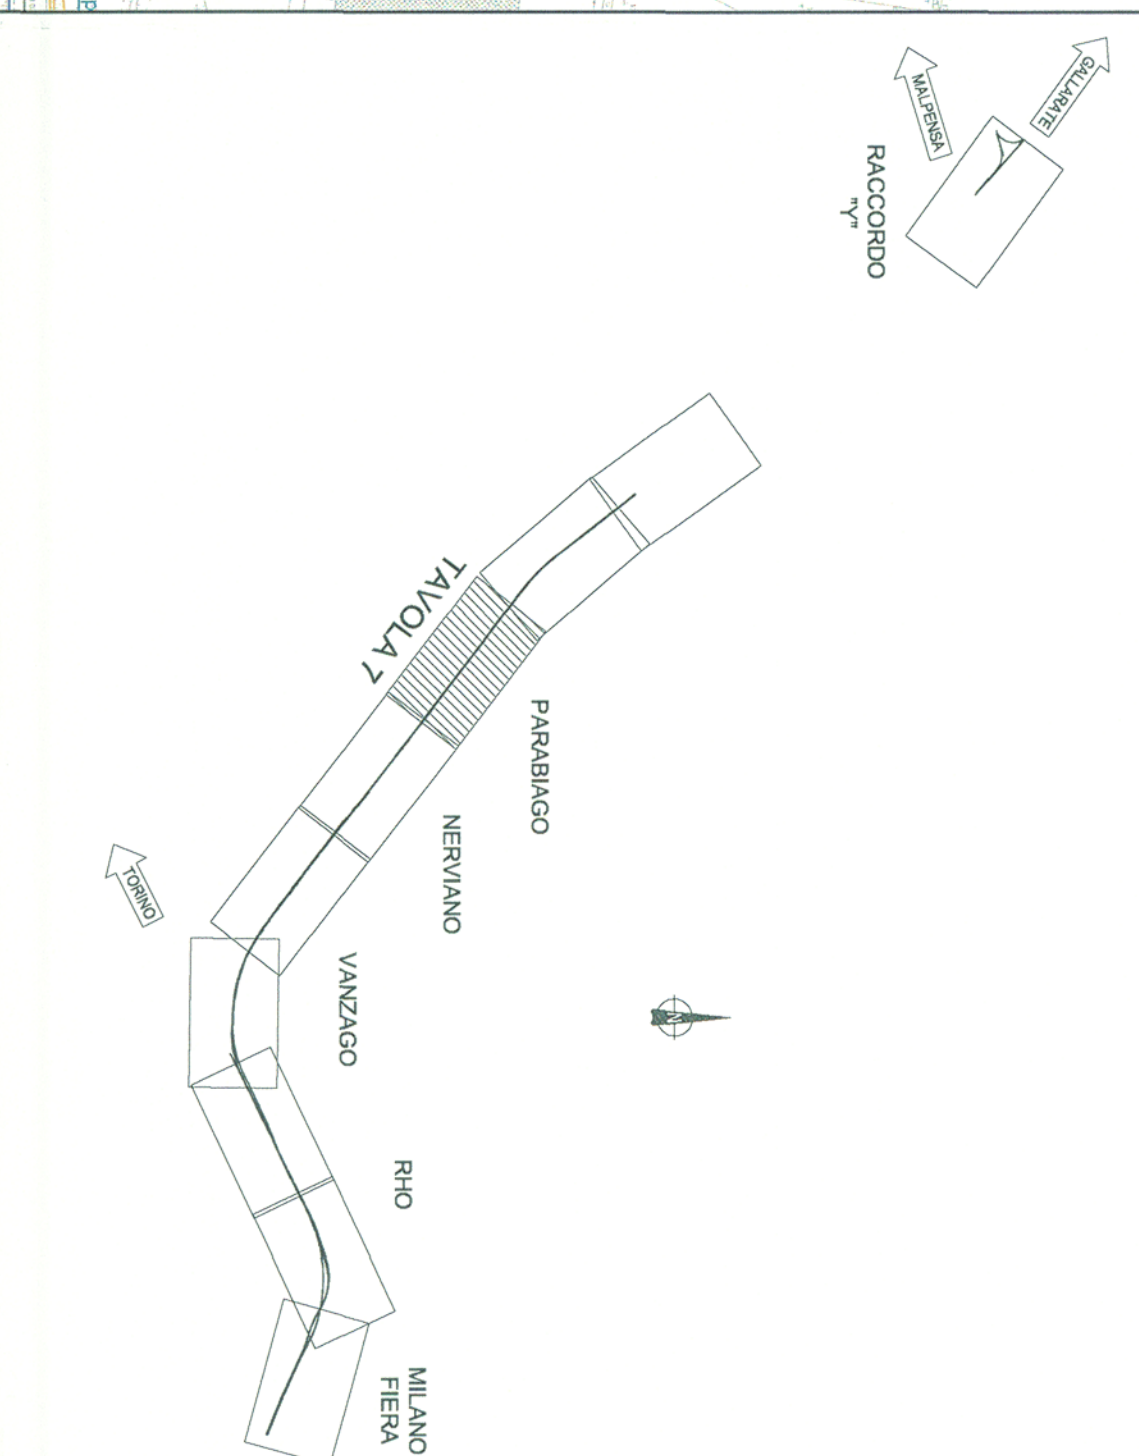 GALLARATE
MALPENSA
RACCORDO
"Y"
TAVOLA 7
PARABIAGO
NERVIANO
TORINO
VANZAGO
N
RHO
MILANO
FIERA